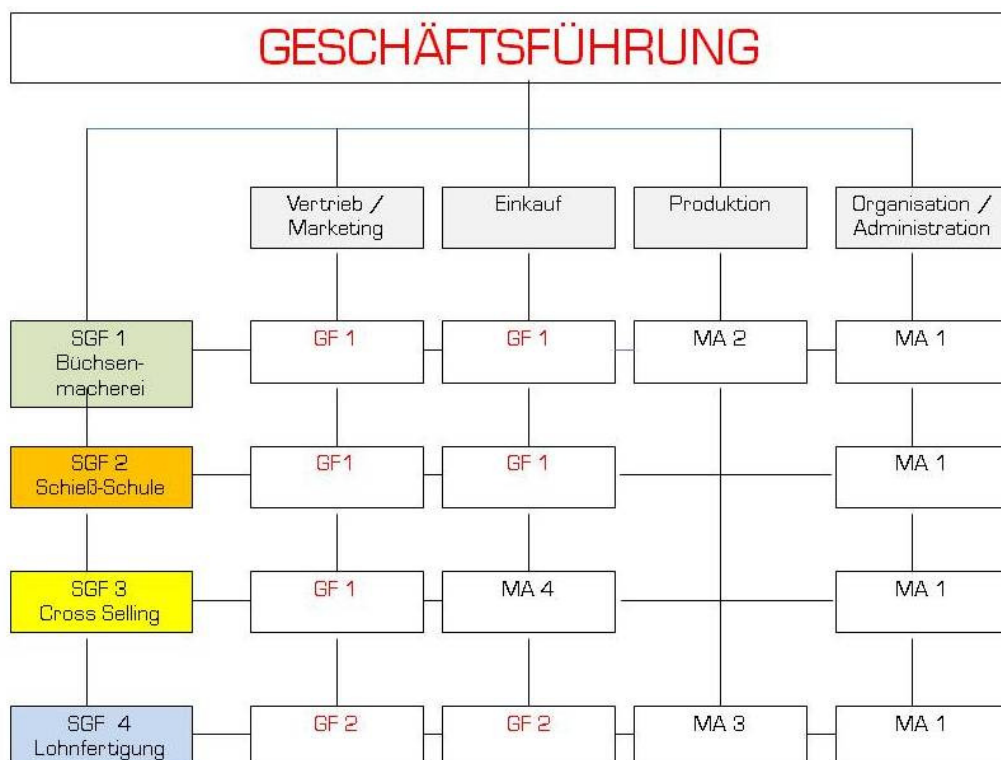 GESCHÄFTSFÜHRUNG
Vertrieb /
Marketing
Einkauf
Produktion
Organisation /
Administration
SGF 1
Büchsen-
macherei
GF 1
GF 1
MA 2
MA 1
SGF 2
Schieß-Schule
GF1
GF 1
MA 1
SGF 3
Cross Selling
GF 1
MA 4
MA 1
SGF 4
Lohnfertigung
GF 2
GF 2
MA 3
MA 1